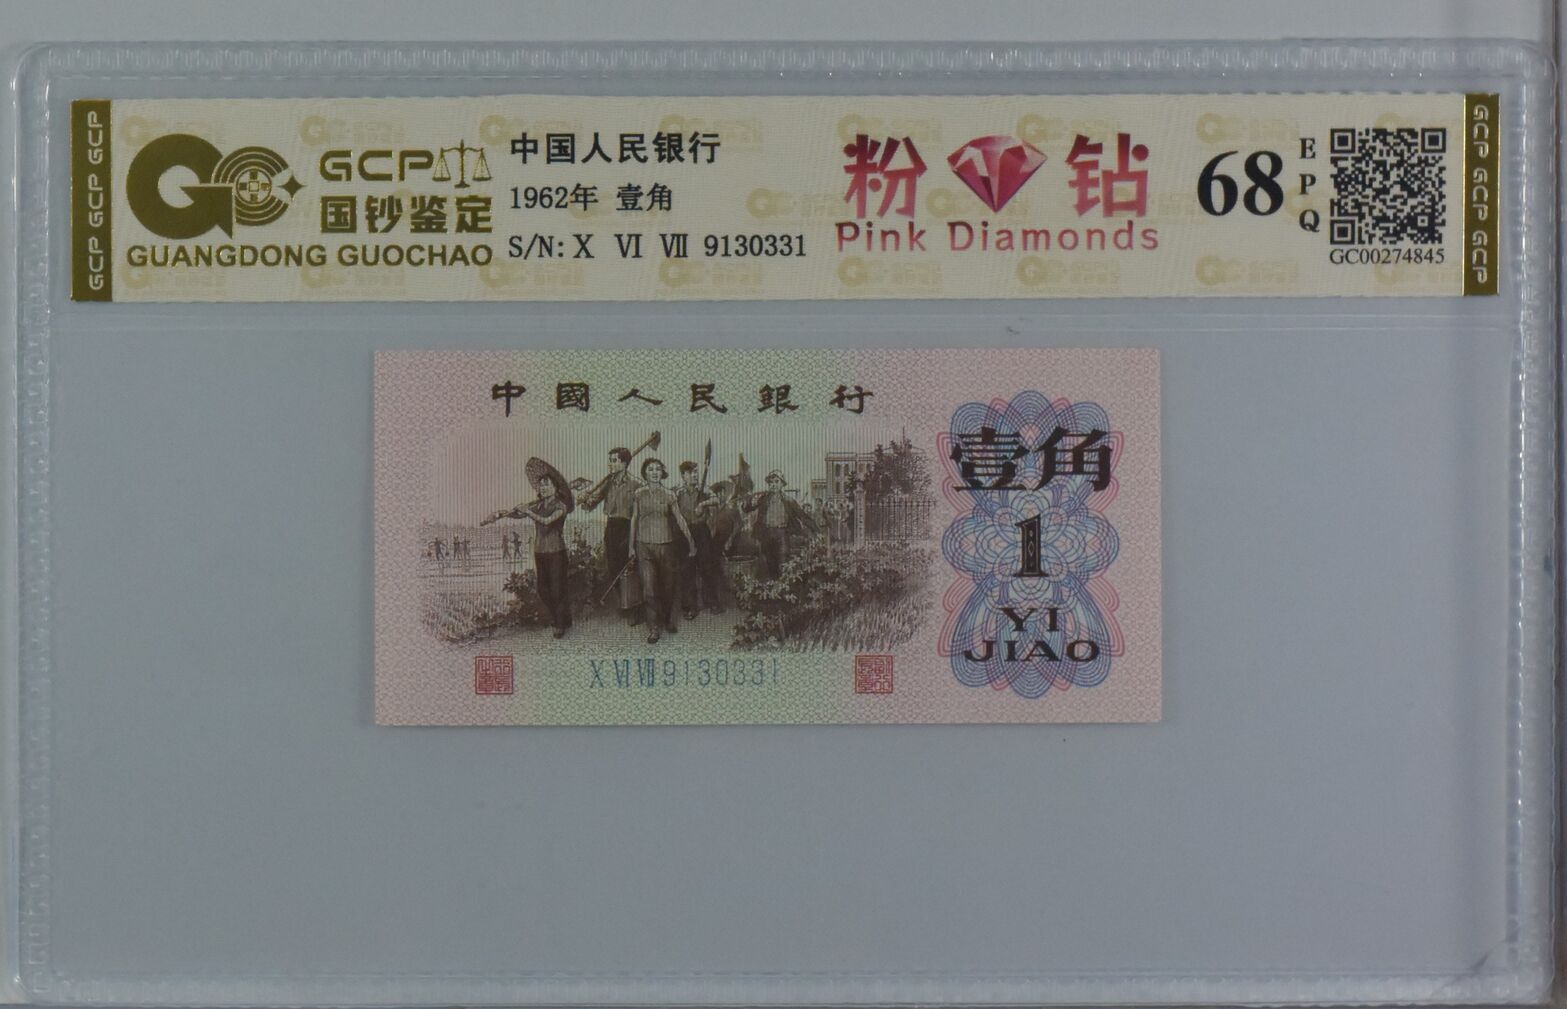 GCP GCP GCP
GCP
国钞鉴定
GUANGDONG GUOCHAO
中国人民银行
1962年 壹角
S/N: X VI VII 9130331
粉 钻
Pink Diamonds
68
EPQ
GC00274845
GCP GCP GCP
中國人民銀行
壹角
1
YI
JIAO
X VI VII 9130331